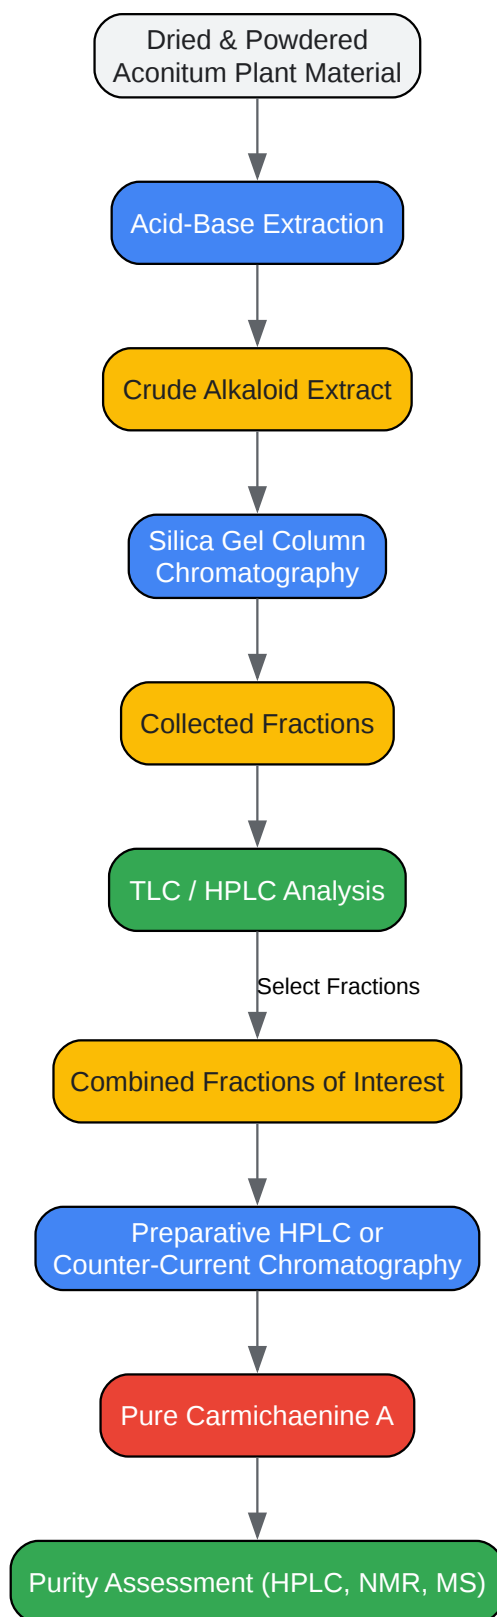 Dried & Powdered
Aconitum Plant Material
Acid-Base Extraction
Crude Alkaloid Extract
Silica Gel Column
Chromatography
Collected Fractions
TLC / HPLC Analysis
Select Fractions
Combined Fractions of Interest
Preparative HPLC or
Counter-Current Chromatography
Pure Carmichaenine A
Purity Assessment (HPLC, NMR, MS)